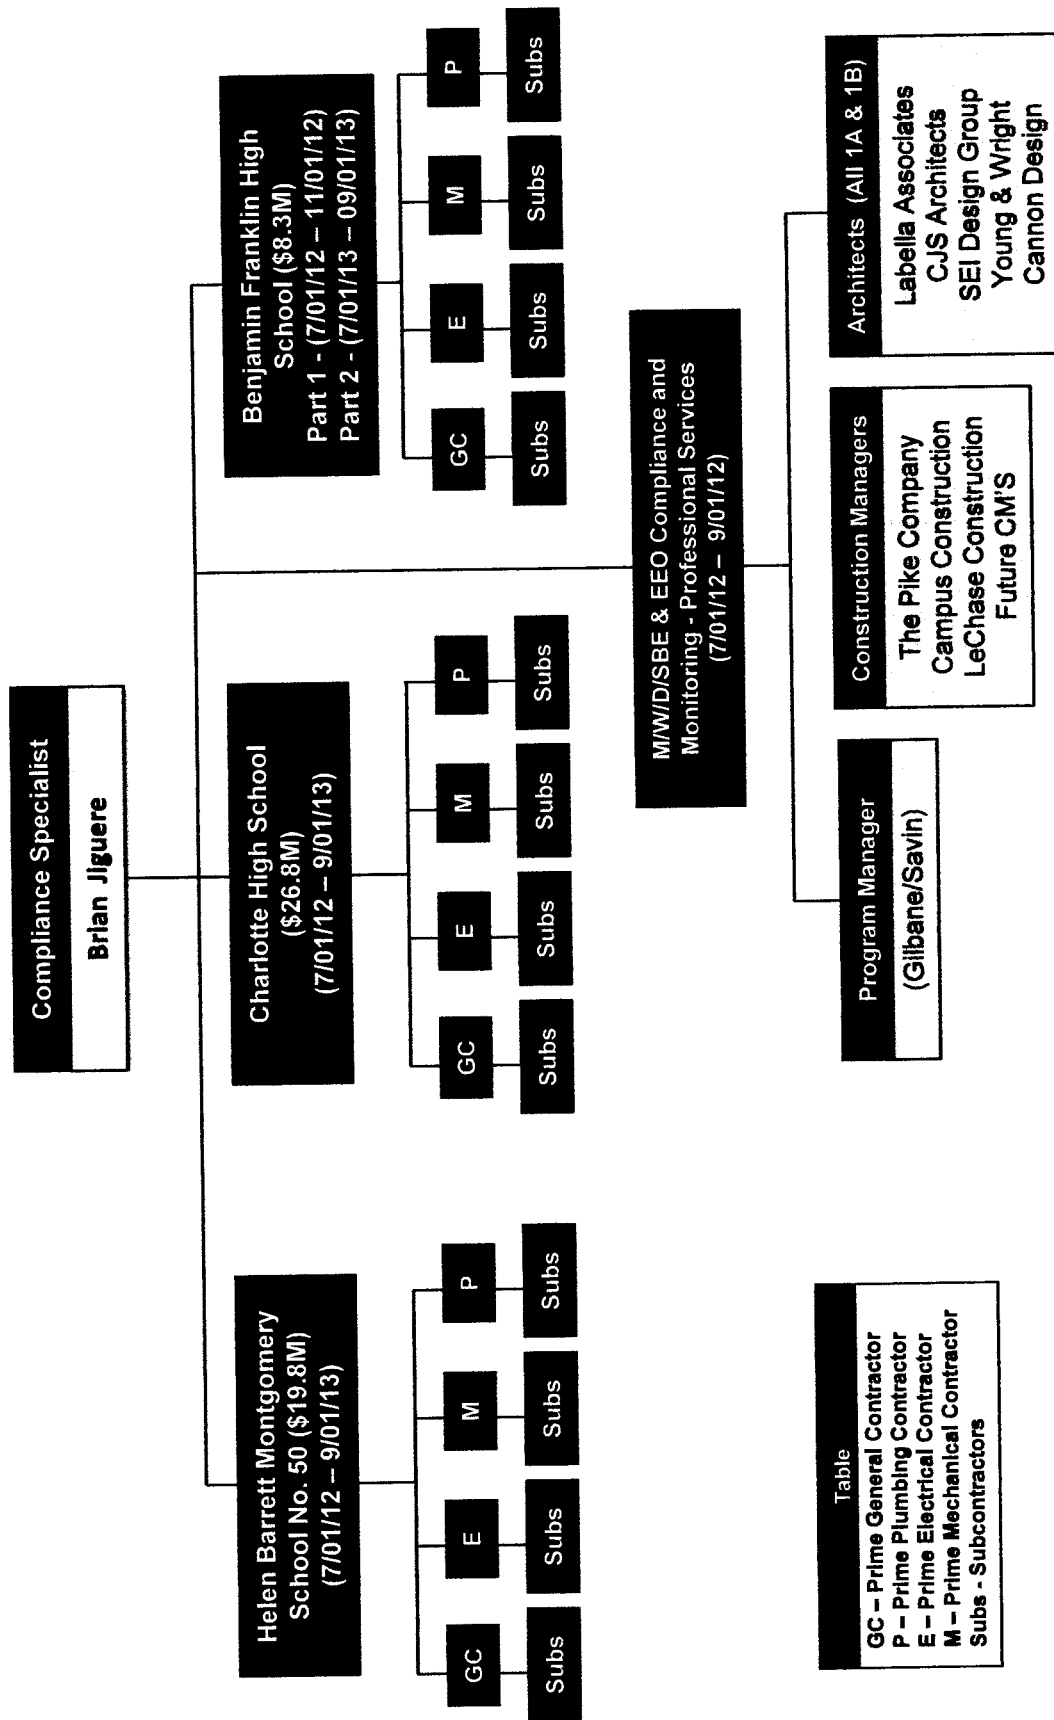 Compliance Specialist
Brian Jiguere
Helen Barrett Montgomery
School No. 50 ($19.8M)
(7/01/12 – 9/01/13)
GC
E
M
P
Subs
Subs
Subs
Subs
Charlotte High School
($26.8M)
(7/01/12 – 9/01/13)
GC
E
M
P
Subs
Subs
Subs
Subs
Benjamin Franklin High
School ($8.3M)
Part 1 - (7/01/12 – 11/01/12)
Part 2 - (7/01/13 – 09/01/13)
GC
E
M
P
Subs
Subs
Subs
Subs
M/W/D/SBE & EEO Compliance and
Monitoring - Professional Services
(7/01/12 – 9/01/12)
Program Manager
(Gilbane/Savin)
Construction Managers
The Pike Company
Campus Construction
LeChase Construction
Future CM'S
Architects (All 1A & 1B)
Labella Associates
CJS Architects
SEI Design Group
Young & Wright
Cannon Design
Table
GC – Prime General Contractor
P – Prime Plumbing Contractor
E – Prime Electrical Contractor
M – Prime Mechanical Contractor
Subs - Subcontractors